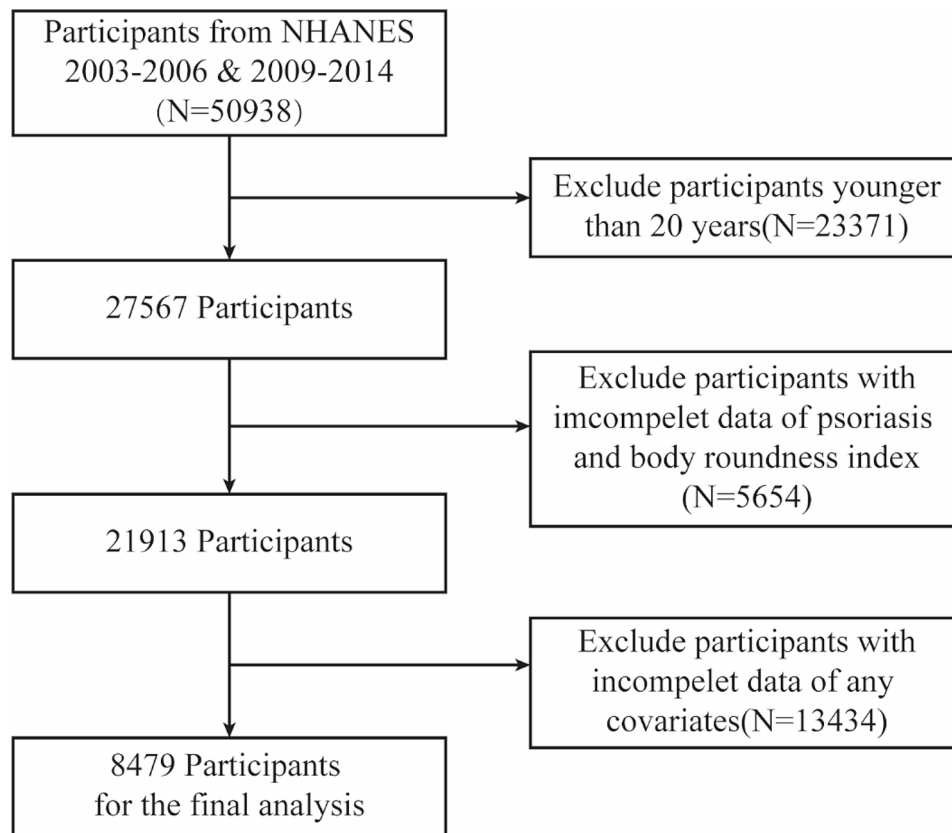 Participants from NHANES
2003-2006 & 2009-2014
(N=50938)
Exclude participants younger
than 20 years(N=23371)
27567 Participants
Exclude participants with
imcompelet data of psoriasis
and body roundness index
(N=5654)
21913 Participants
Exclude participants with
incompelet data of any
covariates(N=13434)
8479 Participants
for the final analysis